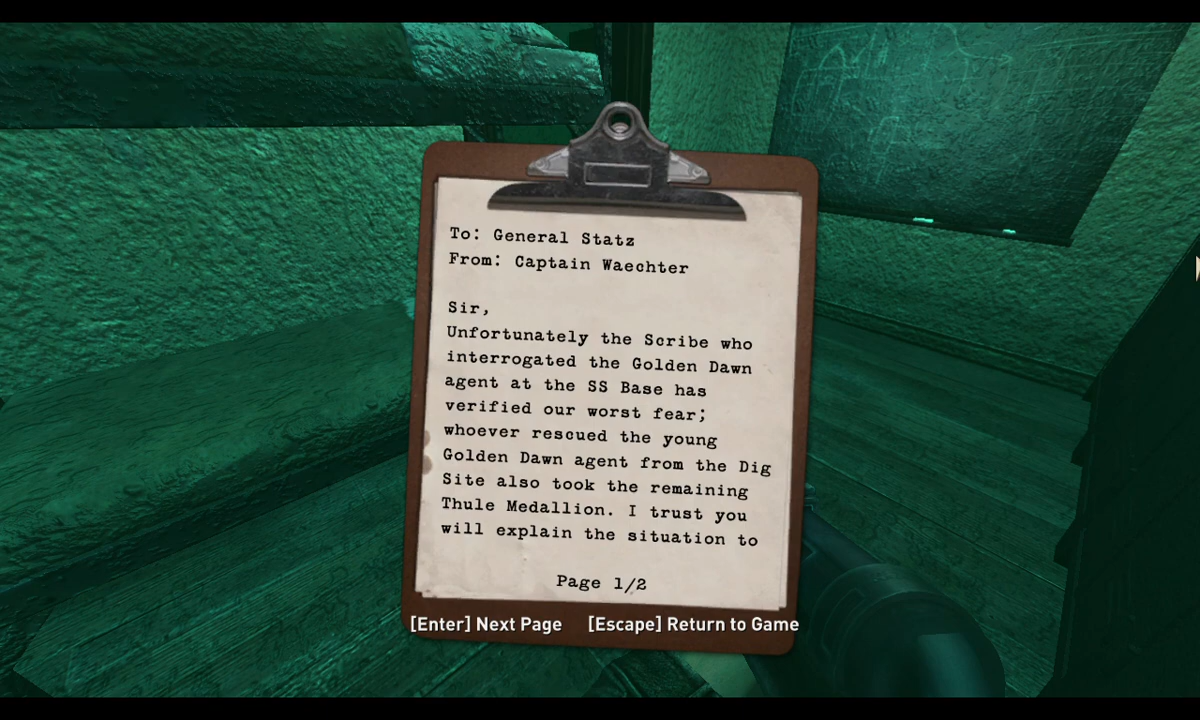 To: General Statz
From: Captain Waechter
Sir,
Unfortunately the Scribe who
interrogated the Golden Dawn
agent at the SS Base has
verified our worst fear;
whoever rescued the young
Golden Dawn agent from the Dig
Site also took the remaining
Thule Medallion. I trust you
will explain the situation to
Page 1/2
[Enter] Next Page [Escape] Return to Game